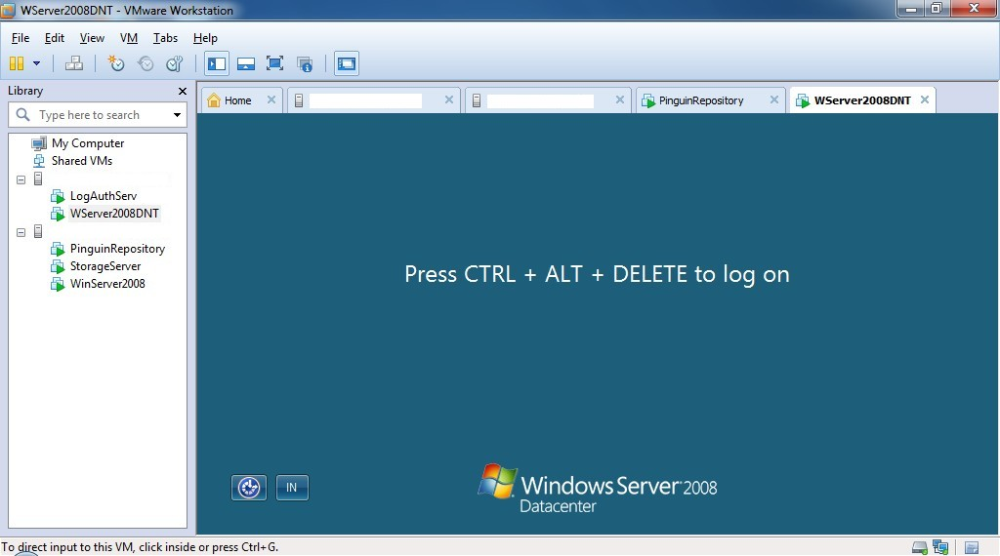 WServer2008DNT - VMware Workstation
File Edit View VM Tabs Help
Library
Type here to search
My Computer
Shared VMs
LogAuthServ
WServer2008DNT
PinguinRepository
StorageServer
WinServer2008
Home PinguinRepository WServer2008DNT
Press CTRL + ALT + DELETE to log on
IN
Windows Server 2008
Datacenter
To direct input to this VM, click inside or press Ctrl+G.